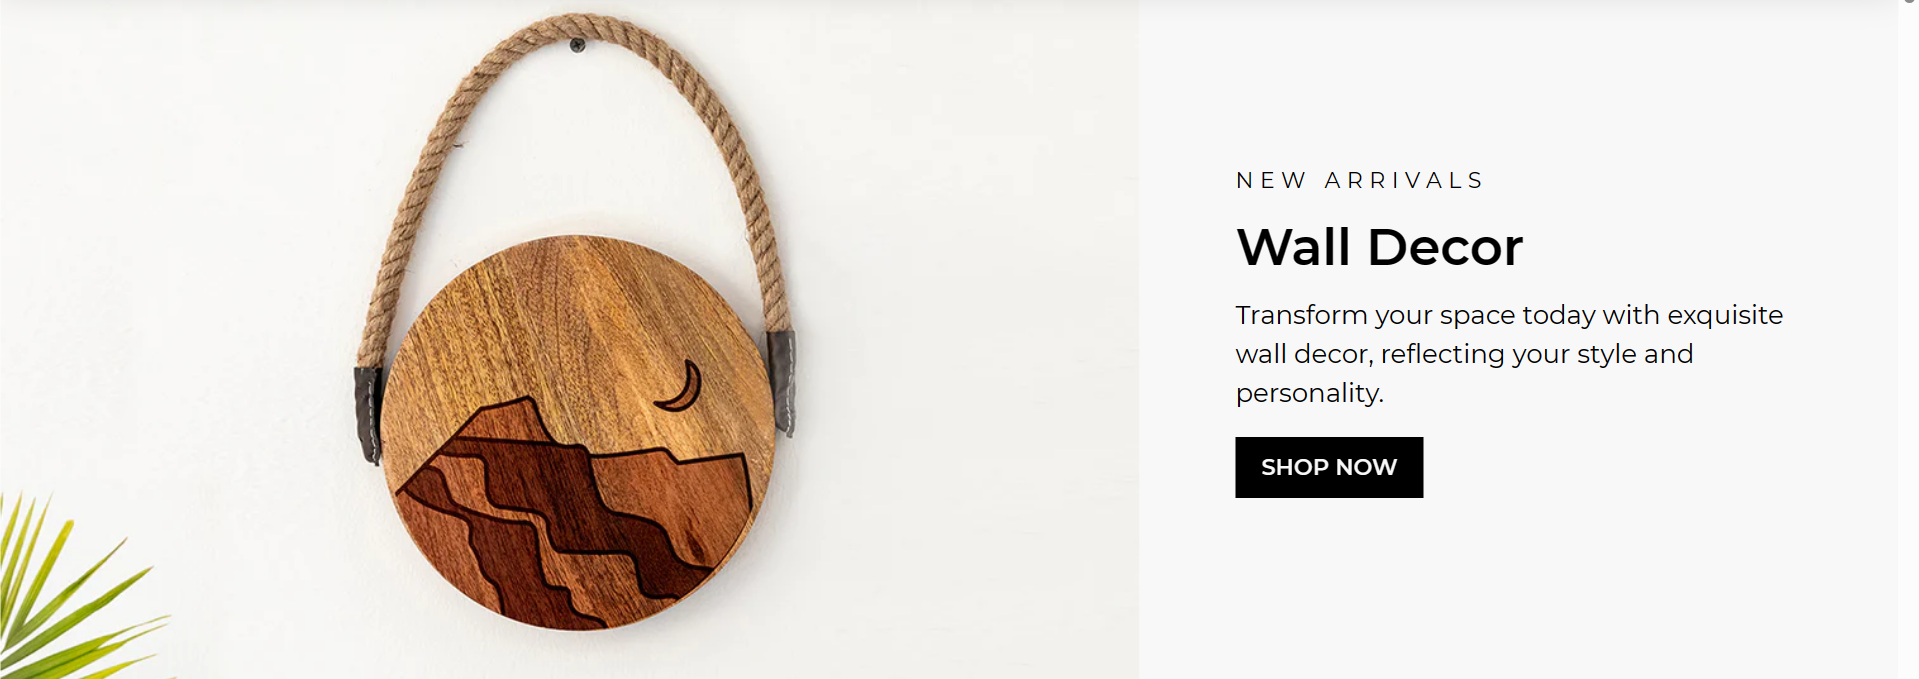 NEW ARRIVALS
Wall Decor
Transform your space today with exquisite
wall decor, reflecting your style and
personality.
SHOP NOW